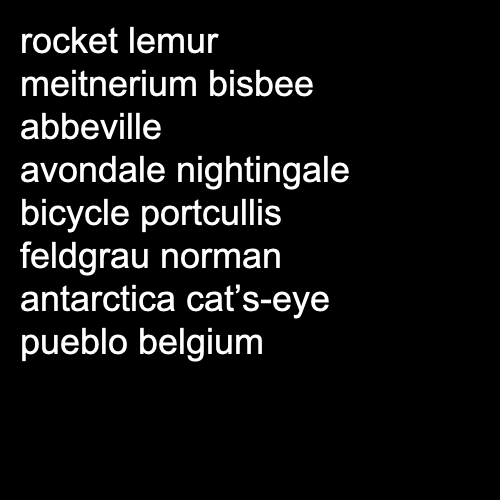 rocket lemur
meitnerium bisbee
abbeville
avondale nightingale
bicycle portcullis
feldgrau norman
antarctica cat’s-eye
pueblo belgium